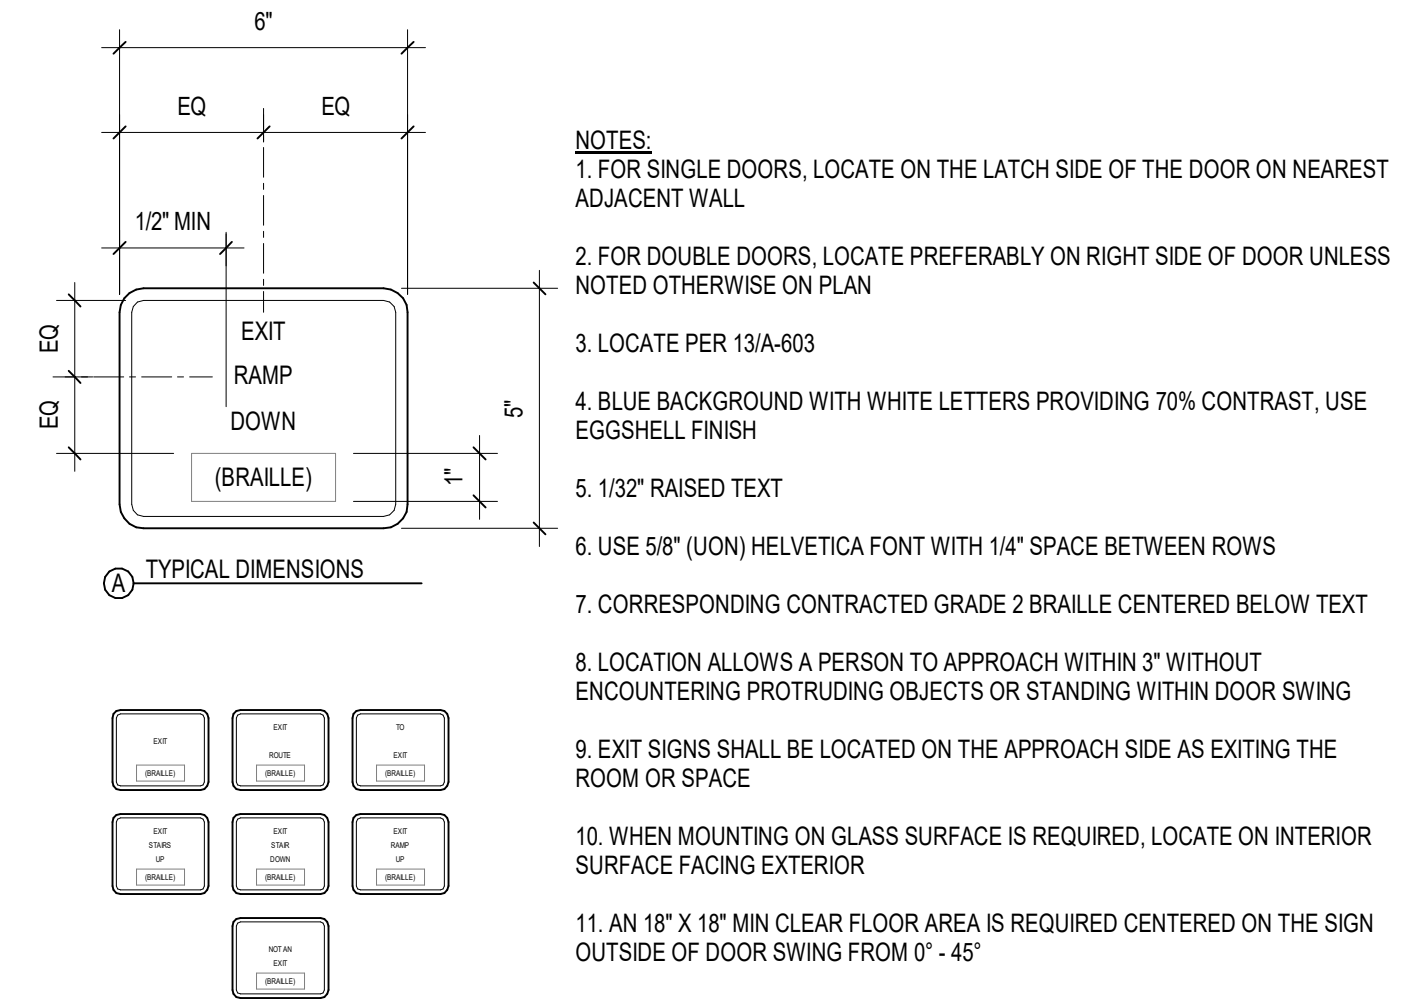 6"
EQ
EQ
1/2" MIN
EQ
EQ
EXIT
RAMP
DOWN
(BRAILLE)
1"
5"
A TYPICAL DIMENSIONS
EXIT
(BRAILLE)
EXIT
ROUTE
(BRAILLE)
TO
EXIT
(BRAILLE)
EXIT
STAIRS
UP
(BRAILLE)
EXIT
STAIR
DOWN
(BRAILLE)
EXIT
RAMP
UP
(BRAILLE)
NOT AN
EXIT
(BRAILLE)
NOTES:
1. FOR SINGLE DOORS, LOCATE ON THE LATCH SIDE OF THE DOOR ON NEAREST
ADJACENT WALL
2. FOR DOUBLE DOORS, LOCATE PREFERABLY ON RIGHT SIDE OF DOOR UNLESS
NOTED OTHERWISE ON PLAN
3. LOCATE PER 13/A-603
4. BLUE BACKGROUND WITH WHITE LETTERS PROVIDING 70% CONTRAST, USE
EGGSHELL FINISH
5. 1/32" RAISED TEXT
6. USE 5/8" (UON) HELVETICA FONT WITH 1/4" SPACE BETWEEN ROWS
7. CORRESPONDING CONTRACTED GRADE 2 BRAILLE CENTERED BELOW TEXT
8. LOCATION ALLOWS A PERSON TO APPROACH WITHIN 3" WITHOUT
ENCOUNTERING PROTRUDING OBJECTS OR STANDING WITHIN DOOR SWING
9. EXIT SIGNS SHALL BE LOCATED ON THE APPROACH SIDE AS EXITING THE
ROOM OR SPACE
10. WHEN MOUNTING ON GLASS SURFACE IS REQUIRED, LOCATE ON INTERIOR
SURFACE FACING EXTERIOR
11. AN 18" X 18" MIN CLEAR FLOOR AREA IS REQUIRED CENTERED ON THE SIGN
OUTSIDE OF DOOR SWING FROM 0° - 45°